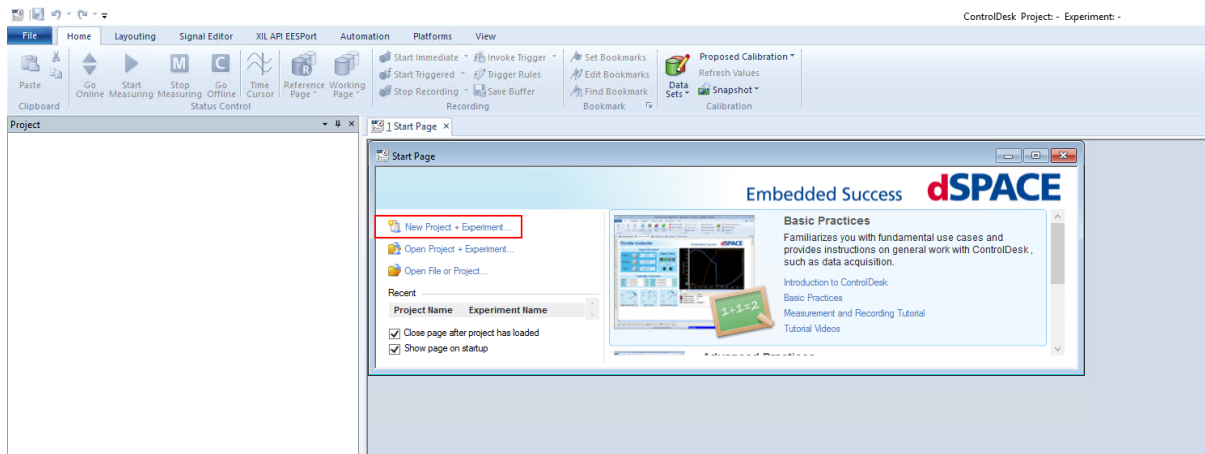 ControlDesk Project: - Experiment: -
File Home Layouting Signal Editor XIL API EESPort Automation Platforms View
Paste
Clipboard
Go Online
Start Measuring
Stop Measuring
Go Offline
Time Cursor
Reference Page
Working Page
Status Control
Start Immediate Invoke Trigger
Start Triggered Trigger Rules
Stop Recording Save Buffer
Recording
Set Bookmarks
Edit Bookmarks
Find Bookmark
Bookmark
Data Sets
Proposed Calibration
Refresh Values
Snapshot
Calibration
Project
1 Start Page
Start Page
Embedded Success dSPACE
New Project + Experiment...
Open Project + Experiment...
Open File or Project...
Recent
Project Name Experiment Name
Close page after project has loaded
Show page on startup
1+1=2
Basic Practices
Familiarizes you with fundamental use cases and
provides instructions on general work with ControlDesk ,
such as data acquisition.
Introduction to ControlDesk
Basic Practices
Measurement and Recording Tutorial
Tutorial Videos